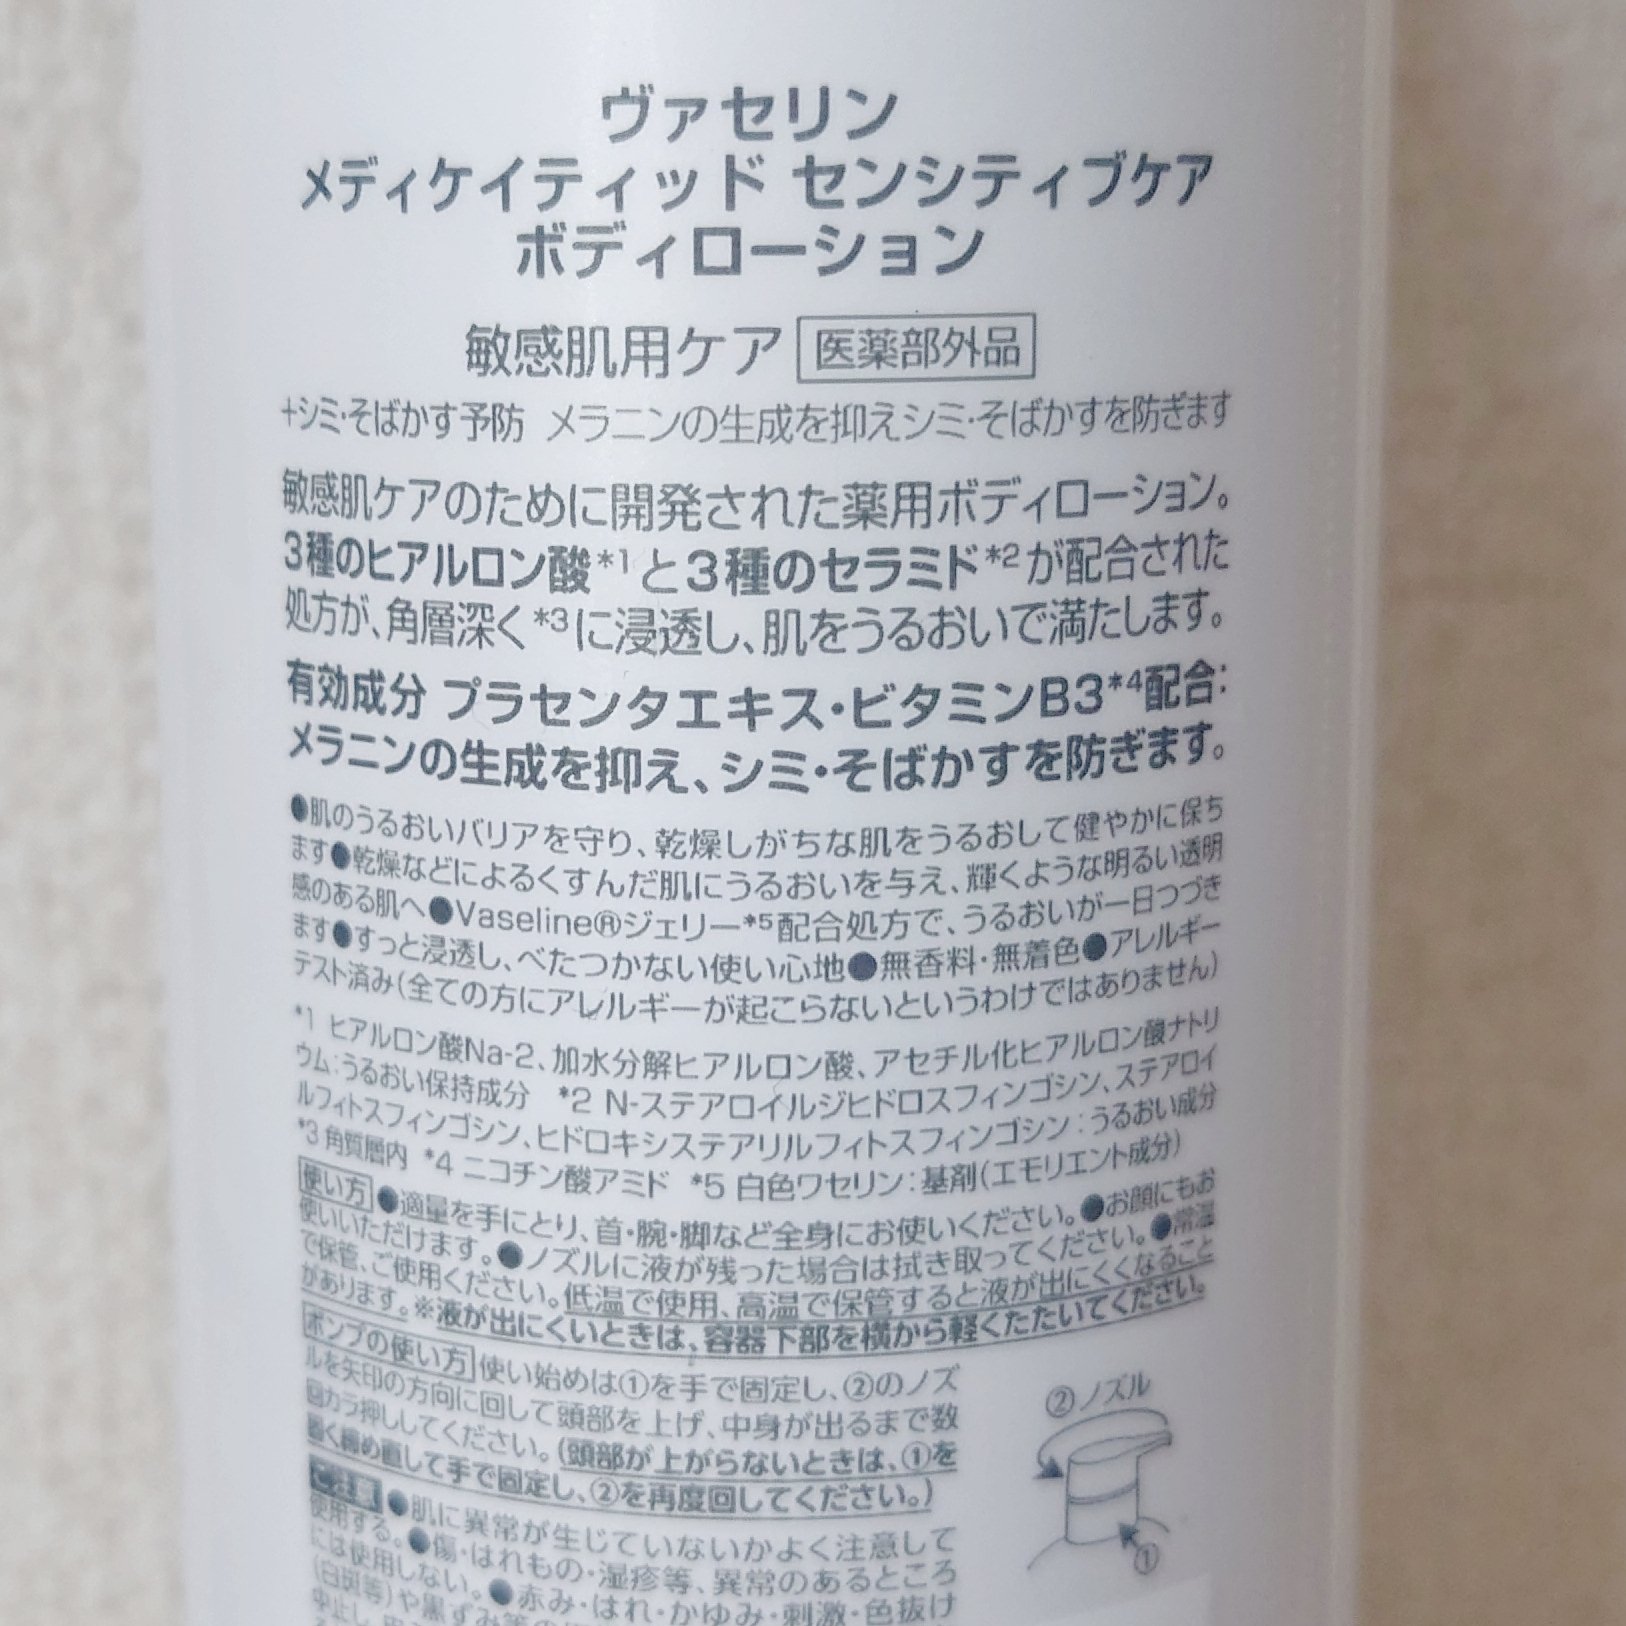 ヴァセリン
メディケイティッド センシティブケア
ボディローション
敏感肌用ケア 医薬部外品
+シミ・そばかす予防 メラニンの生成を抑えシミ・そばかすを防ぎます
敏感肌ケアのために開発された薬用ボディローション。
3種のヒアルロン酸*1と3種のセラミド*2が配合された
処方が、角層深く*3に浸透し、肌をうるおいで満たします。
有効成分 プラセンタエキス・ビタミンB3*4配合:
メラニンの生成を抑え、シミ・そばかすを防ぎます。
●肌のうるおいバリアを守り、乾燥しがちな肌をうるおして健やかに保ち
ます●乾燥などによるくすんだ肌にうるおいを与え、輝くような明るい透明
感のある肌へ●Vaseline®ジェリー*5配合処方で、うるおいが一日つづき
ます●すっと浸透し、べたつかない使い心地●無香料・無着色●アレルギー
テスト済み(全ての方にアレルギーが起こらないというわけではありません)
*1 ヒアルロン酸Na-2、加水分解ヒアルロン酸、アセチル化ヒアルロン酸ナトリ
ウム:うるおい保持成分 *2 N-ステアロイルジヒドロスフィンゴシン、ステアロイ
ルフィトスフィンゴシン、ヒドロキシステアリルフィトスフィンゴシン:うるおい成分
*3 角質層内 *4 ニコチン酸アミド *5 白色ワセリン:基剤(エモリエント成分)
使い方 ●適量を手にとり、首・腕・脚など全身にお使いください。●お顔にもお
使いいただけます。●ノズルに液が残った場合は拭き取ってください。●常温
で保管、ご使用ください。低温で使用、高温で保管すると液が出にくくなること
があります。※液が出にくいときは、容器下部を横から軽くたたいてください。
ポンプの使い方 使い始めは①を手で固定し、②のノズ
ルを矢印の方向に回して頭部を上げ、中身が出るまで数
回カラ押ししてください。(頭部が上がらないときは、①を
く締め直して手で固定し、②を再度回してください。)
②ノズル
①
ご注意 ●肌に異常が生じていないかよく注意して
使用する。●傷・はれもの・湿疹等、異常のあるところ
には使用しない。●赤み・はれ・かゆみ・刺激・色抜け
(白斑等)や黒ずみ等の
中止し、